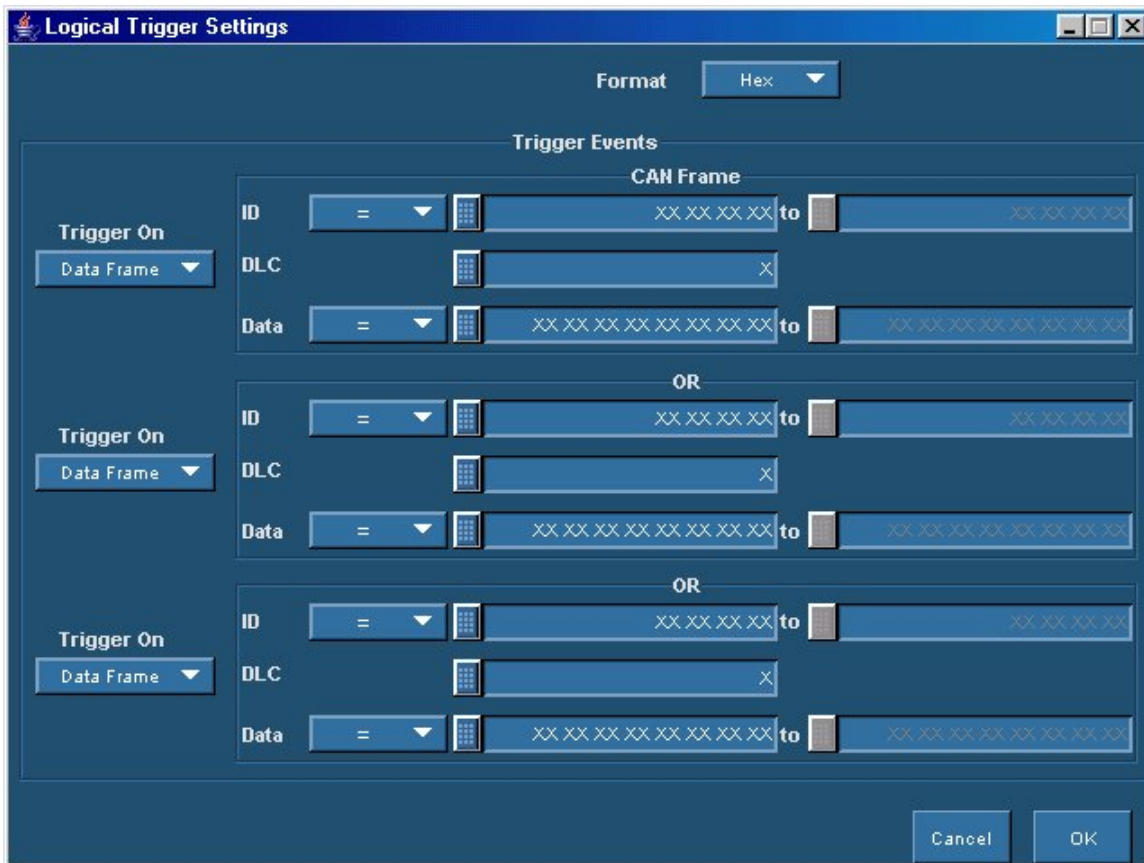 Logical Trigger Settings
Format Hex
Trigger Events
CAN Frame
ID = XX XX XX XX to XX XX XX XX
Trigger On
Data Frame
DLC X
Data = XX XX XX XX XX XX XX XX to XX XX XX XX XX XX XX XX
OR
ID = XX XX XX XX to XX XX XX XX
Trigger On
Data Frame
DLC X
Data = XX XX XX XX XX XX XX XX to XX XX XX XX XX XX XX XX
OR
ID = XX XX XX XX to XX XX XX XX
Trigger On
Data Frame
DLC X
Data = XX XX XX XX XX XX XX XX to XX XX XX XX XX XX XX XX
Cancel OK